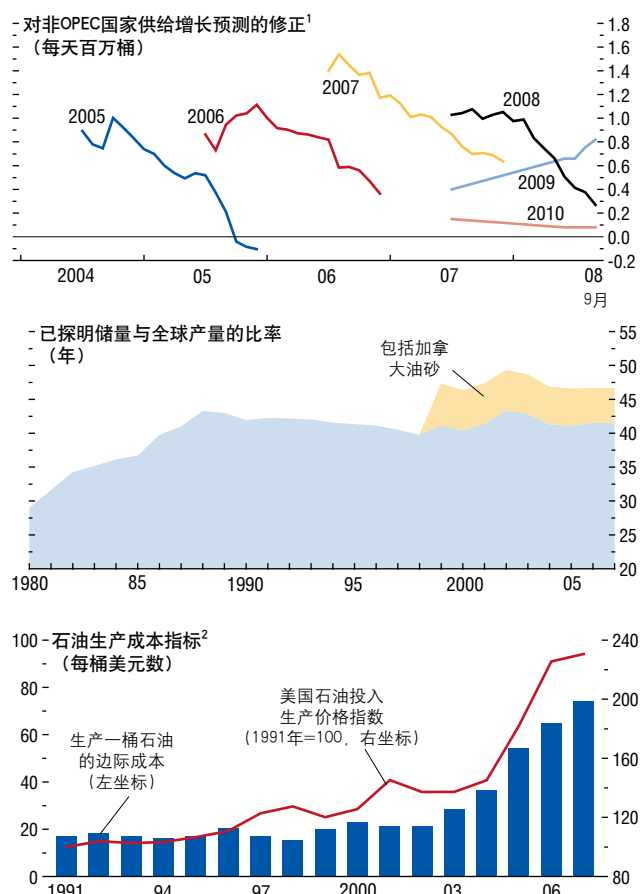 对非OPEC国家供给增长预测的修正1
（每天百万桶）
1.8
1.6
1.4
1.2
1.0
0.8
0.6
0.4
0.2
0.0
-0.2
2005
2006
2007
2008
2009
2010
2004 05 06 07 08
9月
已探明储量与全球产量的比率
（年）
包括加拿
大油砂
55
50
45
40
35
30
25
20
1980 85 1990 95 2000 05
石油生产成本指标2
（每桶美元数）
100
80
60
40
20
0
生产一桶石油
的边际成本
(左坐标)
美国石油投入
生产价格指数
(1991年=100，右坐标)
240
200
160
120
80
1991 94 97 2000 03 06